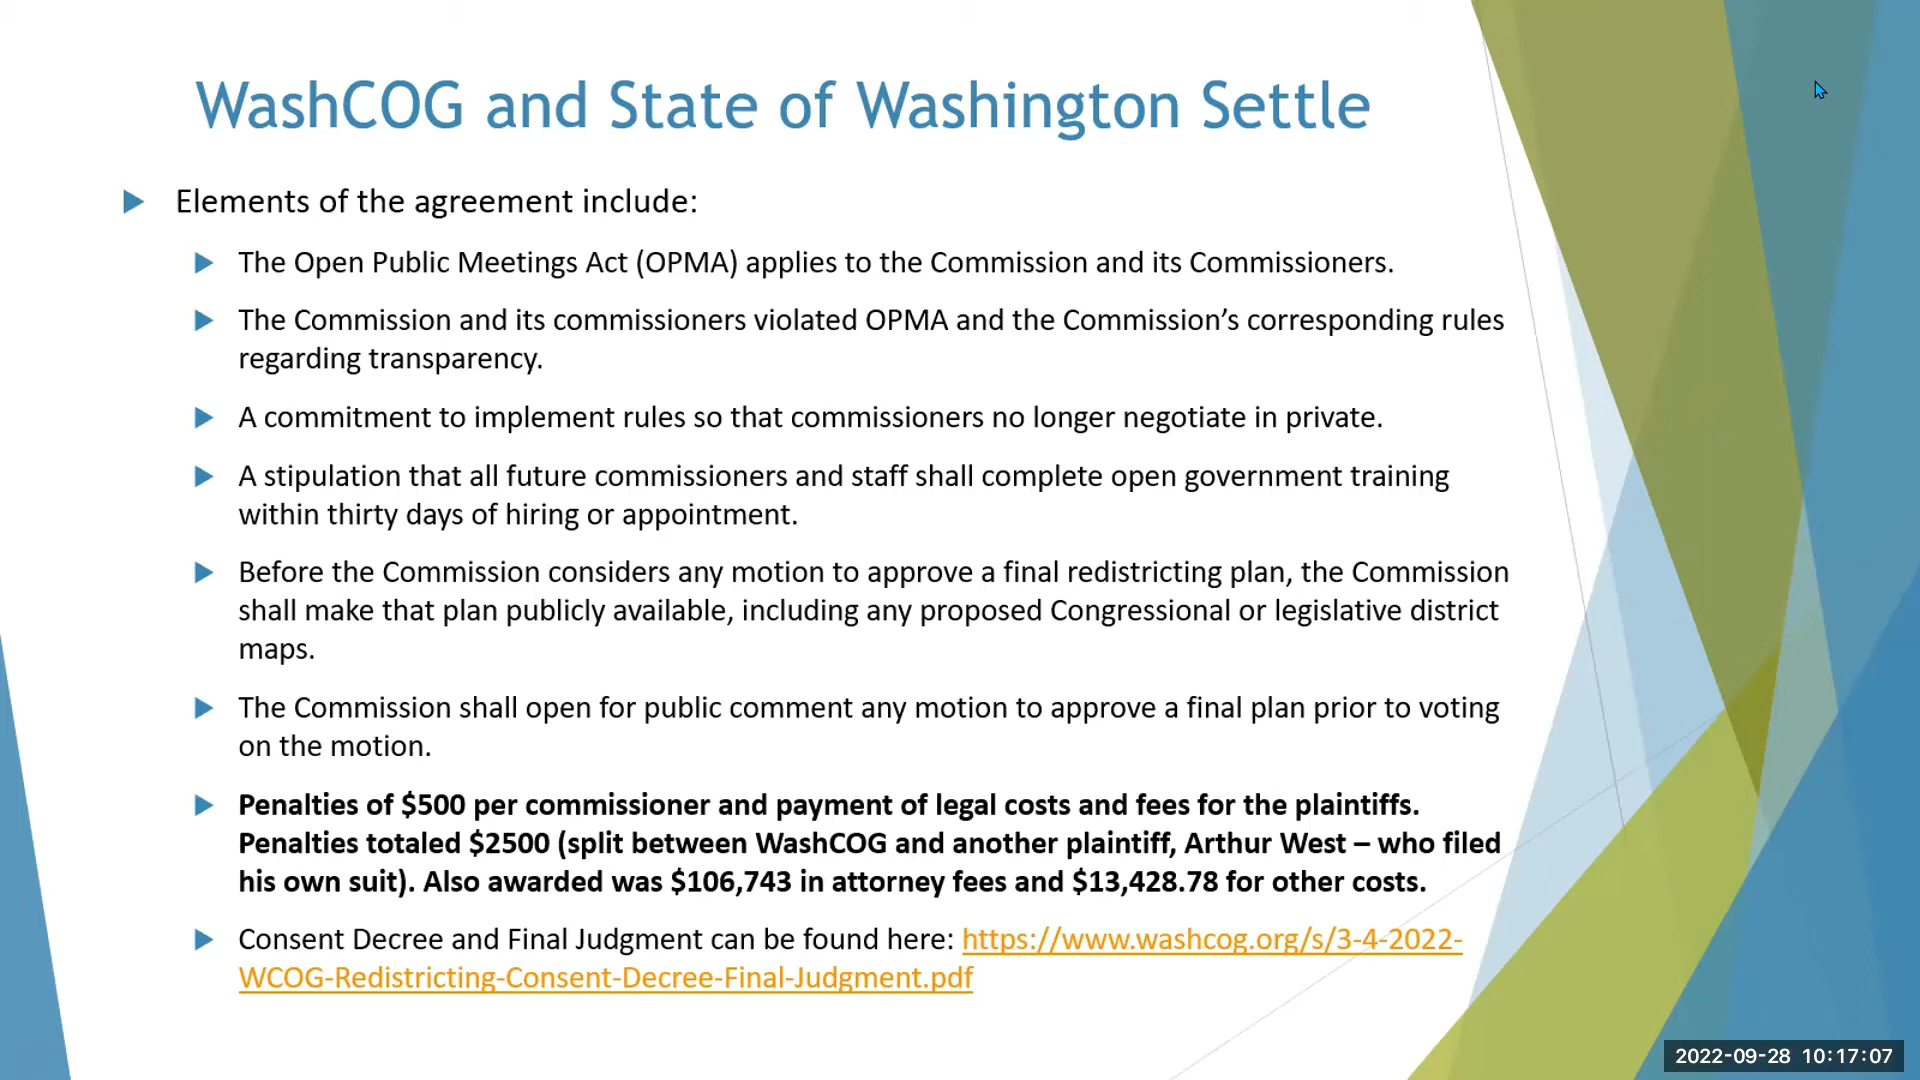 WashCOG and State of Washington Settle
Elements of the agreement include:
The Open Public Meetings Act (OPMA) applies to the Commission and its Commissioners.
The Commission and its commissioners violated OPMA and the Commission’s corresponding rules
regarding transparency.
A commitment to implement rules so that commissioners no longer negotiate in private.
A stipulation that all future commissioners and staff shall complete open government training
within thirty days of hiring or appointment.
Before the Commission considers any motion to approve a final redistricting plan, the Commission
shall make that plan publicly available, including any proposed Congressional or legislative district
maps.
The Commission shall open for public comment any motion to approve a final plan prior to voting
on the motion.
Penalties of $500 per commissioner and payment of legal costs and fees for the plaintiffs.
Penalties totaled $2500 (split between WashCOG and another plaintiff, Arthur West – who filed
his own suit). Also awarded was $106,743 in attorney fees and $13,428.78 for other costs.
Consent Decree and Final Judgment can be found here: https://www.washcog.org/s/3-4-2022-
WCOG-Redistricting-Consent-Decree-Final-Judgment.pdf
2022-09-28 10:17:07